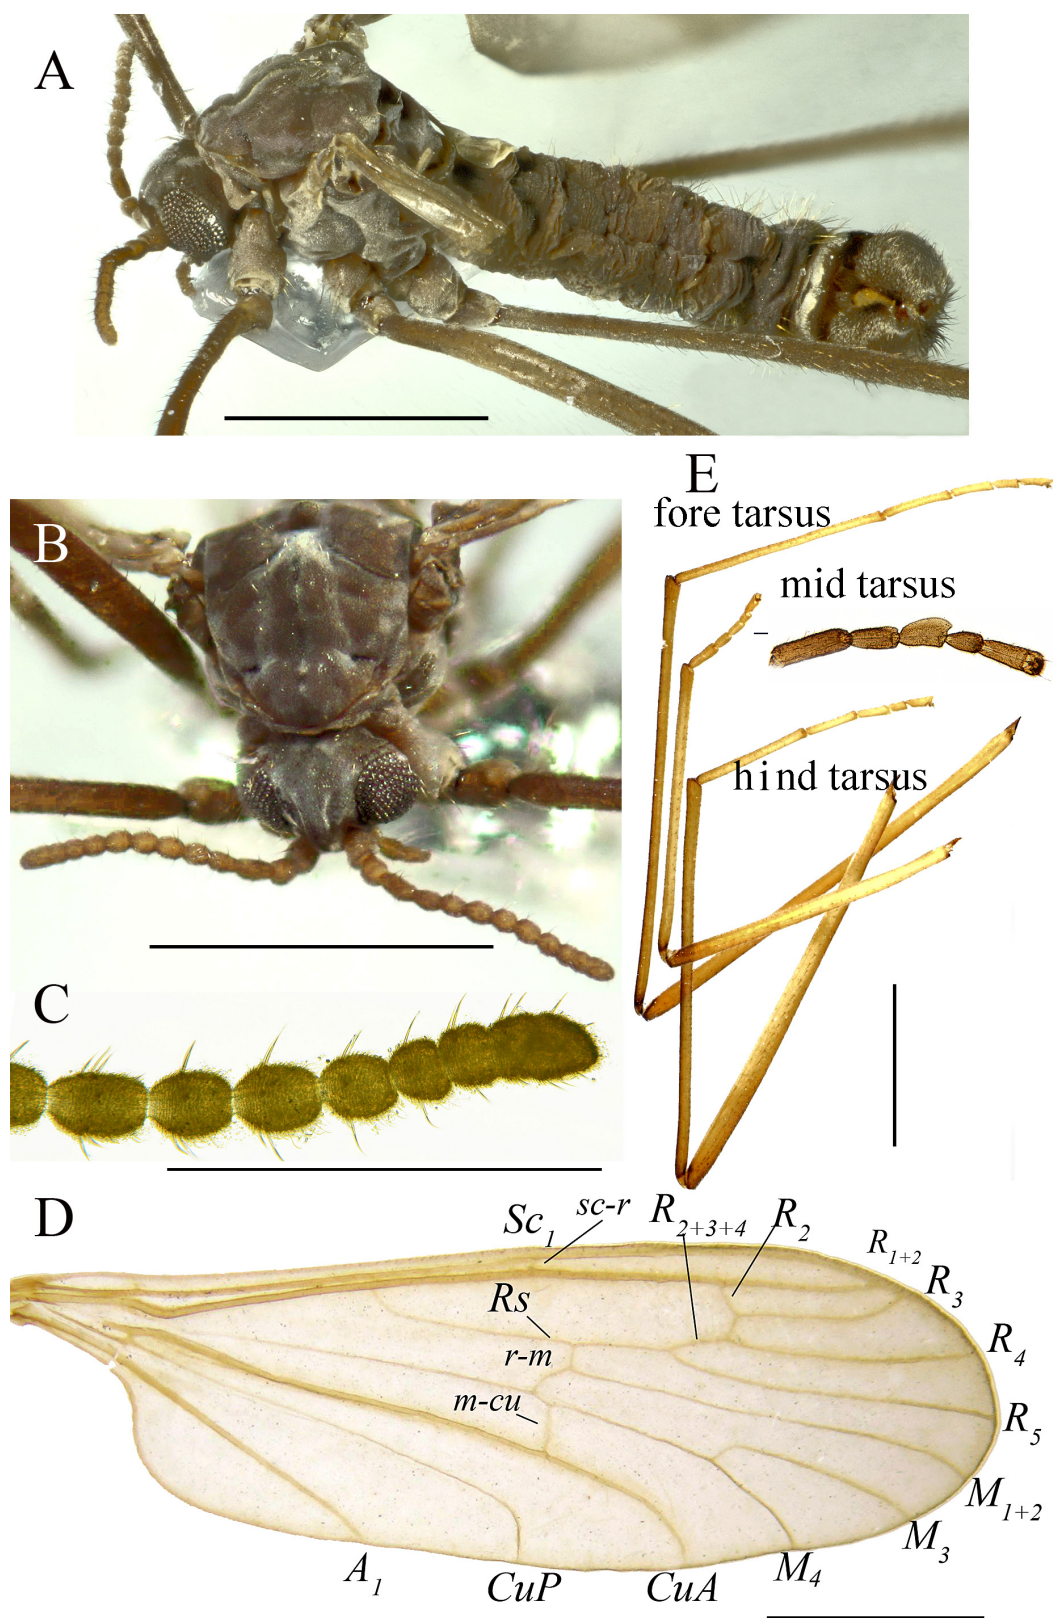 A
B
E
fore tarsus
mid tarsus
hind tarsus
C
D
Sc1
sc-r
R2+3+4
R2
R1+2
R3
Rs
r-m
R4
m-cu
R5
M1+2
M3
M4
A1
CuP
CuA